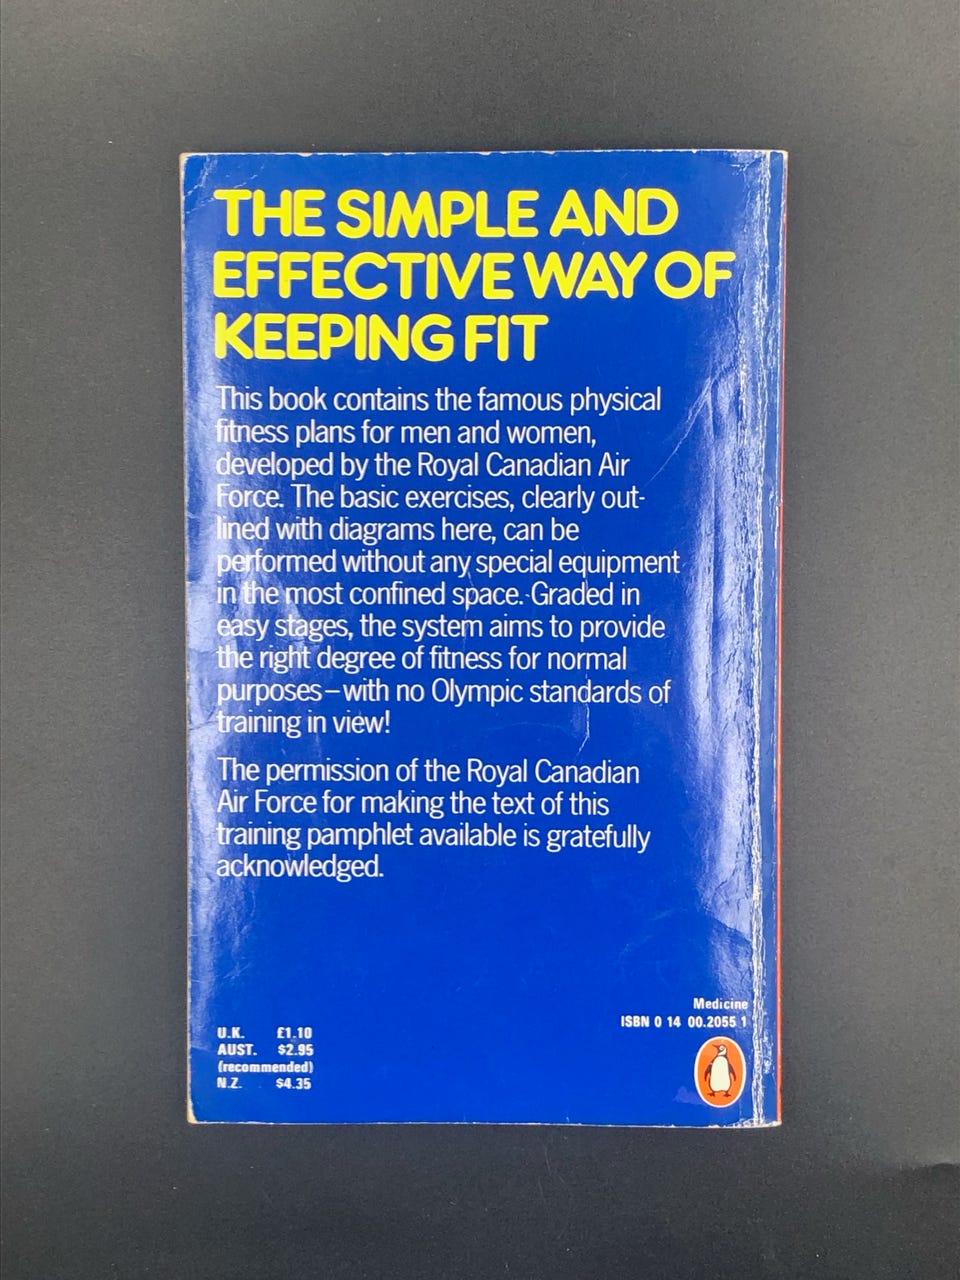 THE SIMPLE AND
EFFECTIVE WAY OF
KEEPING FIT
This book contains the famous physical
fitness plans for men and women,
developed by the Royal Canadian Air
Force. The basic exercises, clearly out-
lined with diagrams here, can be
performed without any special equipment
in the most confined space. Graded in
easy stages, the system aims to provide
the right degree of fitness for normal
purposes–with no Olympic standards of
training in view!
The permission of the Royal Canadian
Air Force for making the text of this
training pamphlet available is gratefully
acknowledged.
Medicine
ISBN 0 14 00.2055 1
U.K. £1.10
AUST. $2.95
(recommended)
N.Z. $4.35